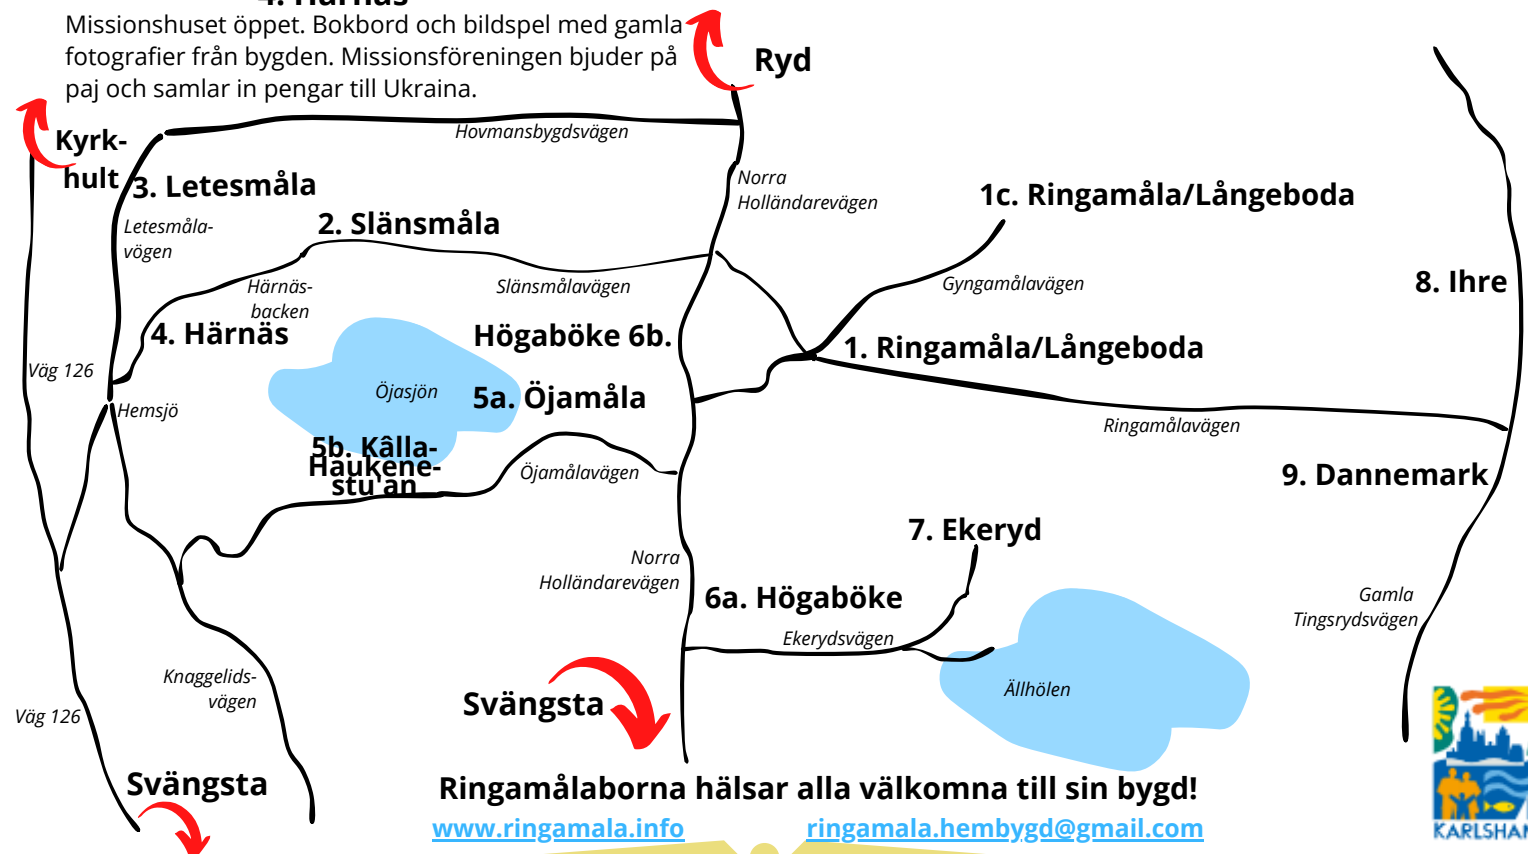 4. Härnäs
Missionshuset öppet. Bokbord och bildspel med gamla
fotografier från bygden. Missionsföreningen bjuder på
paj och samlar in pengar till Ukraina.
Ryd
Kyrk-
hult
Hovmansbygdsvägen
3. Letesmåla
Norra
Holländarevägen
1c. Ringamåla/Långeboda
Letesmåla-
vögen
2. Slänsmåla
Härnäs-
backen
Slänsmålavägen
Gyngamålavägen
8. Ihre
4. Härnäs
Högaböke 6b.
1. Ringamåla/Långeboda
Väg 126
Öjasjön
5a. Öjamåla
Hemsjö
Ringamålavägen
5b. Kâlla-
Haukene-
stu'an
Öjamålavägen
9. Dannemark
7. Ekeryd
Norra
Holländarevägen
6a. Högaböke
Gamla
Tingsrydsvägen
Ekerydsvägen
Knaggelids-
vägen
Ällhölen
Svängsta
Väg 126
Svängsta
Ringamålaborna hälsar alla välkomna till sin bygd!
www.ringamala.info
ringamala.hembygd@gmail.com